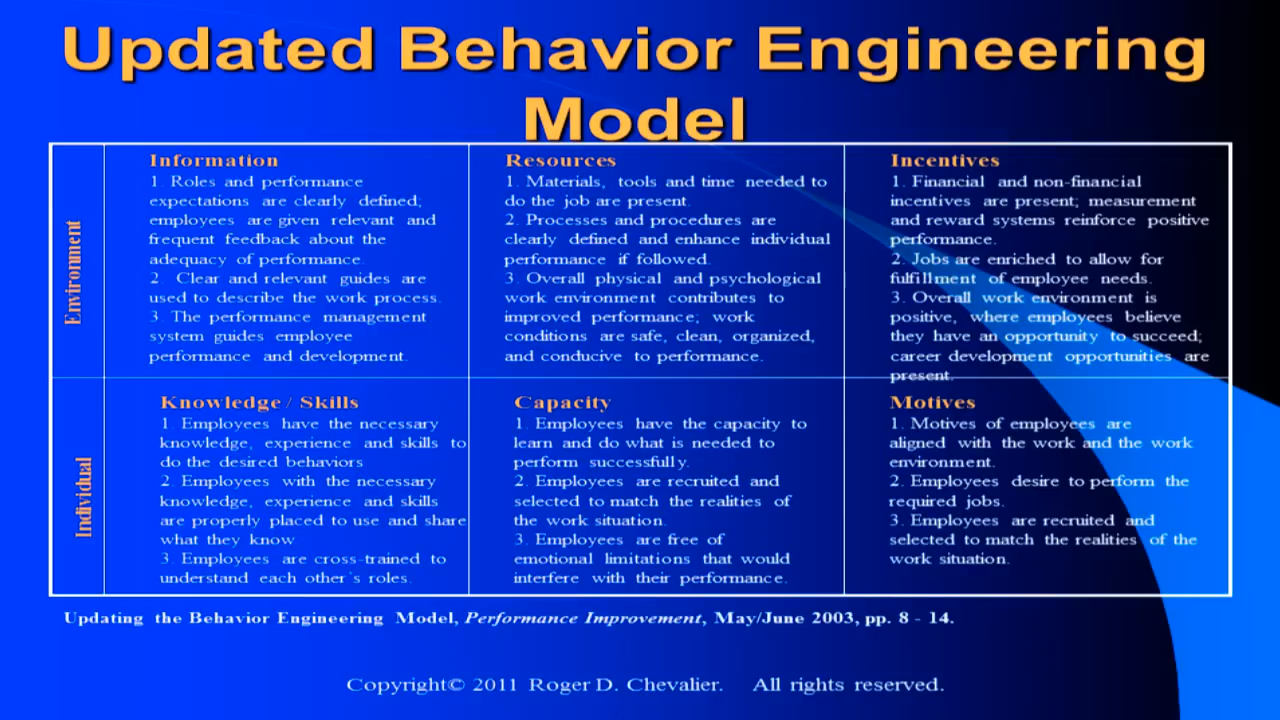 Updated Behavior Engineering
Model
Environment
Information
1. Roles and performance
expectations are clearly defined;
employees are given relevant and
frequent feedback about the
adequacy of performance.
2. Clear and relevant guides are
used to describe the work process.
3. The performance management
system guides employee
performance and development.
Resources
1. Materials, tools and time needed to
do the job are present.
2. Processes and procedures are
clearly defined and enhance individual
performance if followed.
3. Overall physical and psychological
work environment contributes to
improved performance; work
conditions are safe, clean, organized,
and conducive to performance.
Incentives
1. Financial and non-financial
incentives are present; measurement
and reward systems reinforce positive
performance.
2. Jobs are enriched to allow for
fulfillment of employee needs.
3. Overall work environment is
positive, where employees believe
they have an opportunity to succeed;
career development opportunities are
present.
Individual
Knowledge / Skills
1. Employees have the necessary
knowledge, experience and skills to
do the desired behaviors
2. Employees with the necessary
knowledge, experience and skills
are properly placed to use and share
what they know
3. Employees are cross-trained to
understand each other's roles.
Capacity
1. Employees have the capacity to
learn and do what is needed to
perform successfully.
2. Employees are recruited and
selected to match the realities of
the work situation.
3. Employees are free of
emotional limitations that would
interfere with their performance.
Motives
1. Motives of employees are
aligned with the work and the work
environment.
2. Employees desire to perform the
required jobs.
3. Employees are recruited and
selected to match the realities of the
work situation.
Updating the Behavior Engineering Model, Performance Improvement, May/June 2003, pp. 8 - 14.
Copyright© 2011 Roger D. Chevalier. All rights reserved.